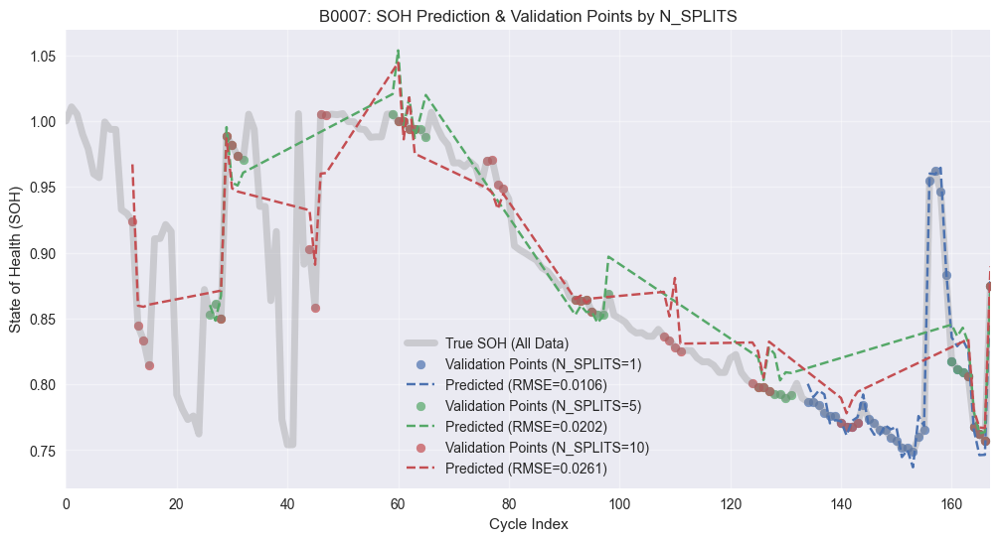 B0007: SOH Prediction & Validation Points by N_SPLITS
State of Health (SOH)
1.05
1.00
0.95
0.90
0.85
0.80
0.75
True SOH (All Data)
Validation Points (N_SPLITS=1)
Predicted (RMSE=0.0106)
Validation Points (N_SPLITS=5)
Predicted (RMSE=0.0202)
Validation Points (N_SPLITS=10)
Predicted (RMSE=0.0261)
0 20 40 60 80 100 120 140 160
Cycle Index